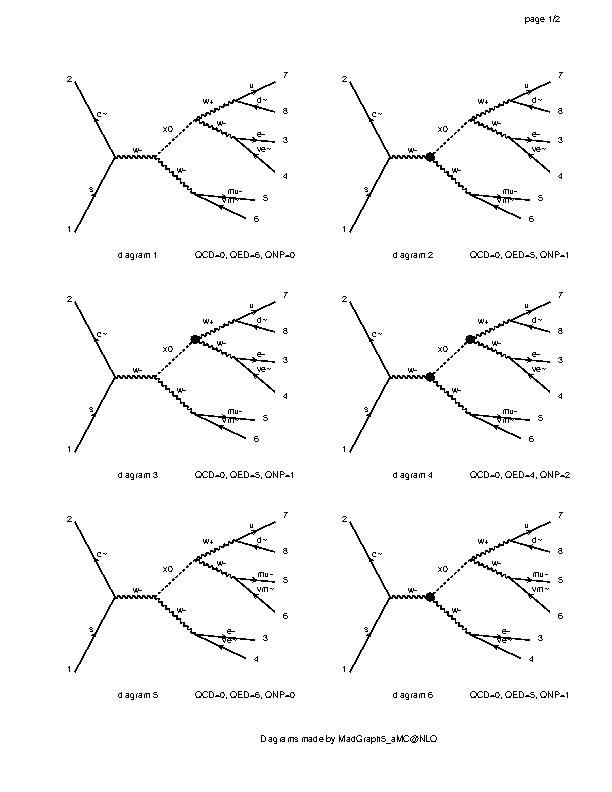 page 1/2
2
c~
s
1
w-
x0
w+
w-
u
d~
e-
ve~
w-
mu-
vm~
7
8
3
4
5
6
diagram 1 QCD=0, QED=6, QNP=0
2
c~
s
1
w-
x0
w+
w-
u
d~
e-
ve~
w-
mu-
vm~
7
8
3
4
5
6
diagram 2 QCD=0, QED=5, QNP=1
2
c~
s
1
w-
x0
w+
w-
u
d~
e-
ve~
w-
mu-
vm~
7
8
3
4
5
6
diagram 3 QCD=0, QED=5, QNP=1
2
c~
s
1
w-
x0
w+
w-
u
d~
e-
ve~
w-
mu-
vm~
7
8
3
4
5
6
diagram 4 QCD=0, QED=4, QNP=2
2
c~
s
1
w-
x0
w+
w-
u
d~
mu-
vm~
w-
e-
ve~
7
8
5
6
3
4
diagram 5 QCD=0, QED=6, QNP=0
2
c~
s
1
w-
x0
w+
w-
u
d~
mu-
vm~
w-
e-
ve~
7
8
5
6
3
4
diagram 6 QCD=0, QED=5, QNP=1
Diagrams made by MadGraph5_aMC@NLO